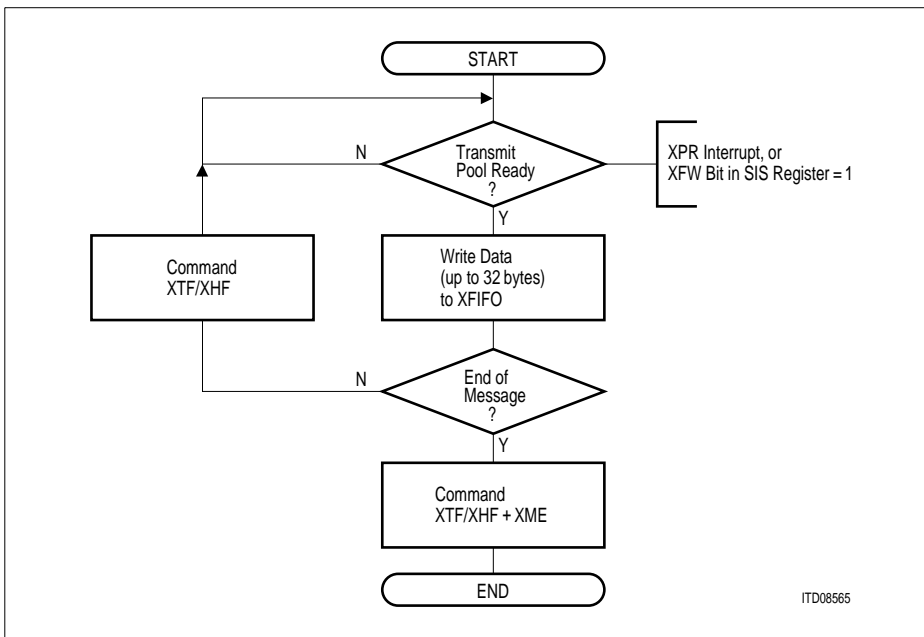 START
N
Transmit
Pool Ready
?
XPR Interrupt, or
XFW Bit in SIS Register = 1
Y
Command
XTF/XHF
Write Data
(up to 32 bytes)
to XFIFO
N
End of
Message
?
Y
Command
XTF/XHF + XME
END
ITD08565